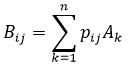 $B_{ij} = \sum_{k=1}^{n} p_{ij} A_k$